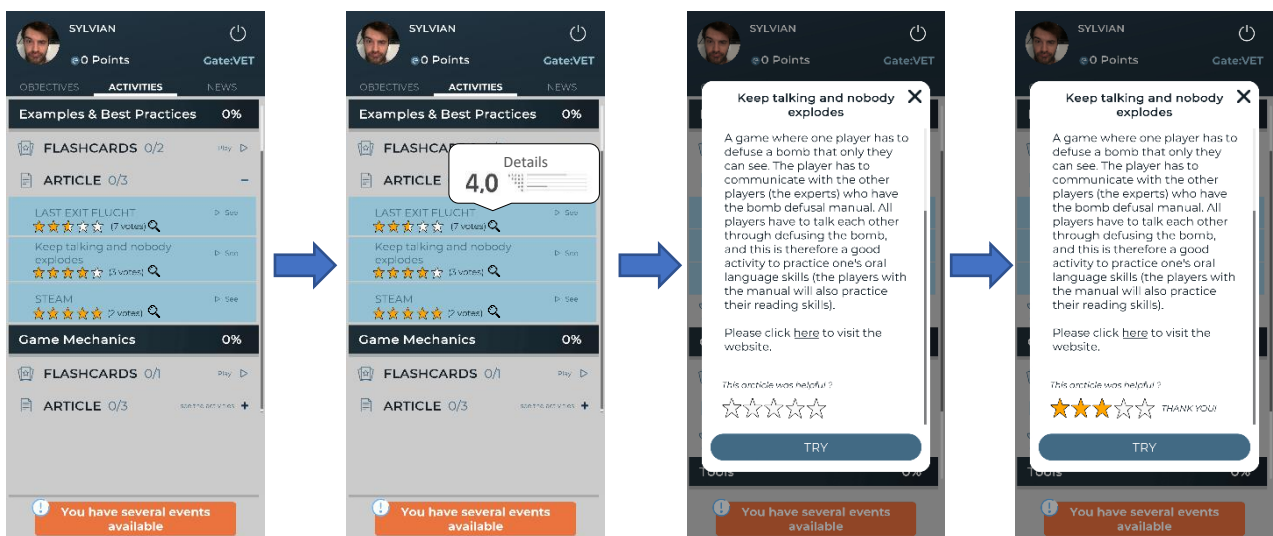 SYLVIAN
0 Points
Gate:VET
OBJECTIVES ACTIVITIES NEWS
Examples & Best Practices 0%
FLASHCARDS 0/2 Play
ARTICLE 0/3 –
LAST EXIT FLUCHT See
(7 votes)
Keep talking and nobody
explodes See
(3 votes)
STEAM See
(2 votes)
Game Mechanics 0%
FLASHCARDS 0/1 Play
ARTICLE 0/3 +
You have several events
available
SYLVIAN
0 Points
Gate:VET
OBJECTIVES ACTIVITIES NEWS
Examples & Best Practices 0%
FLASHCA
Details
ARTICLE
4,0
LAST EXIT FLUCHT See
(7 votes)
Keep talking and nobody
explodes See
(3 votes)
STEAM See
(2 votes)
Game Mechanics 0%
FLASHCARDS 0/1 Play
ARTICLE 0/3 +
You have several events
available
SYLVIAN
0 Points
Gate:VET
Keep talking and nobody
explodes
A game where one player has to
defuse a bomb that only they
can see. The player has to
communicate with the other
players (the experts) who have
the bomb defusal manual. All
players have to talk each other
through defusing the bomb,
and this is therefore a good
activity to practice one's oral
language skills (the players with
the manual will also practice
their reading skills).
Please click here to visit the
website.
This arcticle was helpful ?
TRY
Tools 0%
You have several events
available
SYLVIAN
0 Points
Gate:VET
Keep talking and nobody
explodes
A game where one player has to
defuse a bomb that only they
can see. The player has to
communicate with the other
players (the experts) who have
the bomb defusal manual. All
players have to talk each other
through defusing the bomb,
and this is therefore a good
activity to practice one's oral
language skills (the players with
the manual will also practice
their reading skills).
Please click here to visit the
website.
This arcticle was helpful ?
THANK YOU!
TRY
Tools 0%
You have several events
available